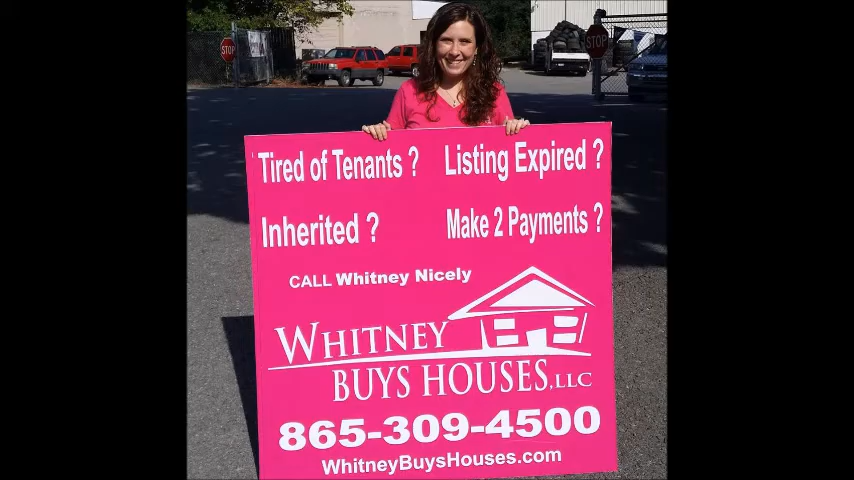 STOP
STOP
Tired of Tenants ? Listing Expired ?
Inherited ? Make 2 Payments ?
CALL Whitney Nicely
WHITNEY
BUYS HOUSES, LLC
865-309-4500
WhitneyBuysHouses.com